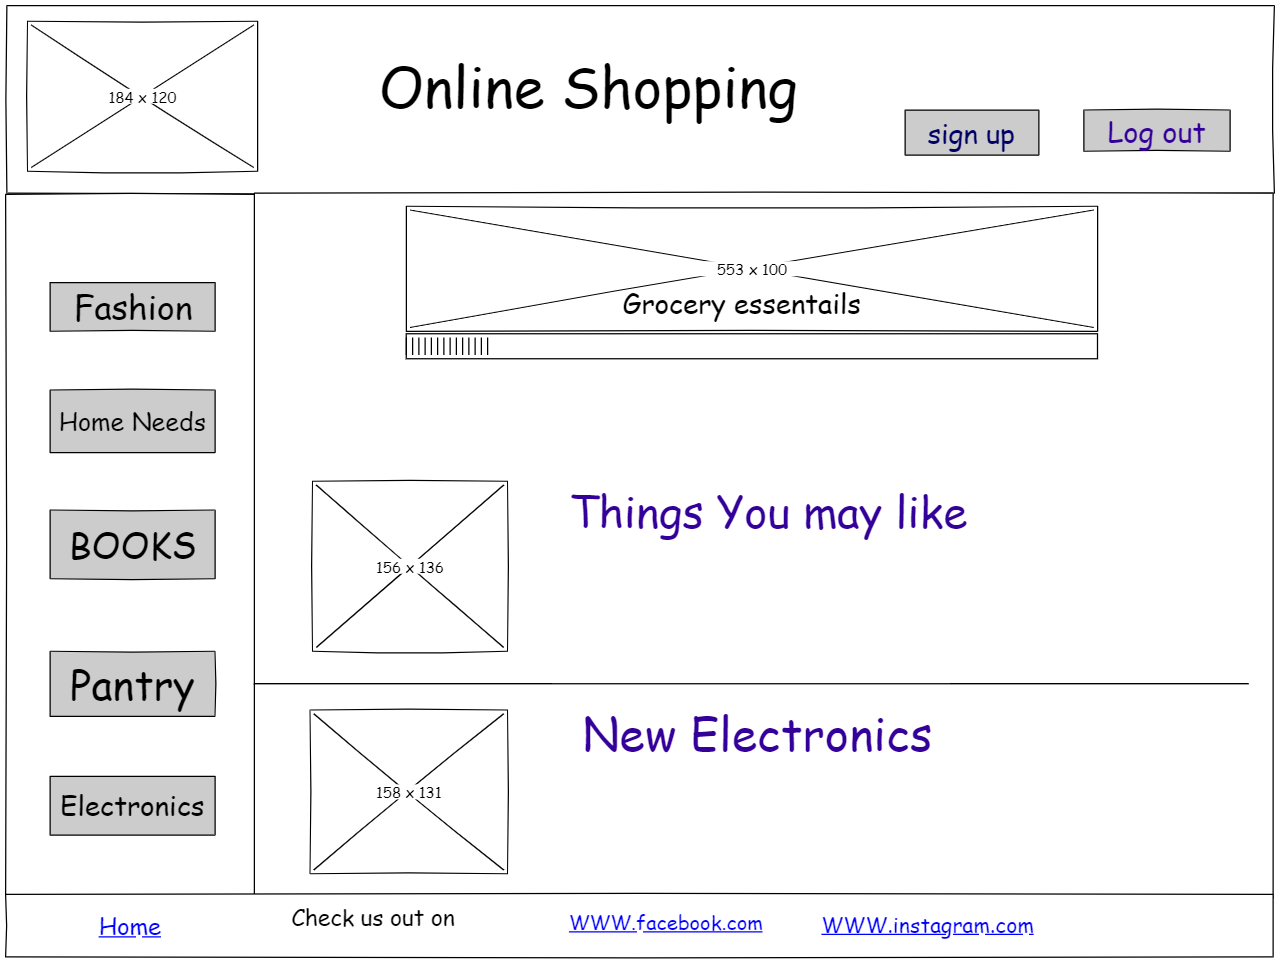 184 x 120
Online Shopping
sign up
Log out
553 x 100
Grocery essentails
Fashion
Home Needs
BOOKS
Pantry
Electronics
156 x 136
Things You may like
158 x 131
New Electronics
Home
Check us out on
WWW.facebook.com
WWW.instagram.com